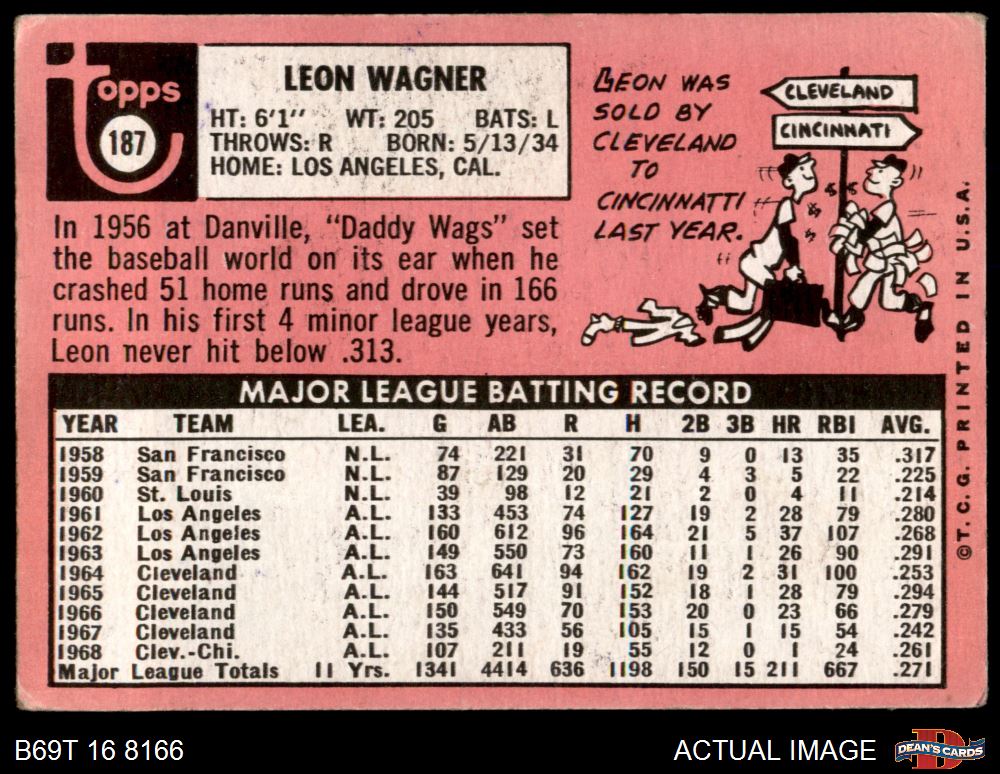 Topps
187
LEON WAGNER
HT: 6'1" WT: 205 BATS: L
THROWS: R BORN: 5/13/34
HOME: LOS ANGELES, CAL.
LEON WAS
SOLD BY
CLEVELAND
TO
CINCINNATTI
LAST YEAR.
CLEVELAND
CINCINNATI
In 1956 at Danville, "Daddy Wags" set
the baseball world on its ear when he
crashed 51 home runs and drove in 166
runs. In his first 4 minor league years,
Leon never hit below .313.
MAJOR LEAGUE BATTING RECORD
YEAR TEAM LEA. G AB R H 2B 3B HR RBI AVG.
1958 San Francisco N.L. 74 221 31 70 9 0 13 35 .317
1959 San Francisco N.L. 87 129 20 29 4 3 5 22 .225
1960 St. Louis N.L. 39 98 12 21 2 0 4 11 .214
1961 Los Angeles A.L. 133 453 74 127 19 2 28 79 .280
1962 Los Angeles A.L. 160 612 96 164 21 5 37 107 .268
1963 Los Angeles A.L. 149 550 73 160 11 1 26 90 .291
1964 Cleveland A.L. 163 641 94 162 19 2 31 100 .253
1965 Cleveland A.L. 144 517 91 152 18 1 28 79 .294
1966 Cleveland A.L. 150 549 70 153 20 0 23 66 .279
1967 Cleveland A.L. 135 433 56 105 15 1 15 54 .242
1968 Clev.-Chi. A.L. 107 211 19 55 12 0 1 24 .261
Major League Totals 11 Yrs. 1341 4414 636 1198 150 15 211 667 .271
©T.C.G. PRINTED IN U.S.A.
B69T 16 8166
ACTUAL IMAGE
DEAN'S CARDS